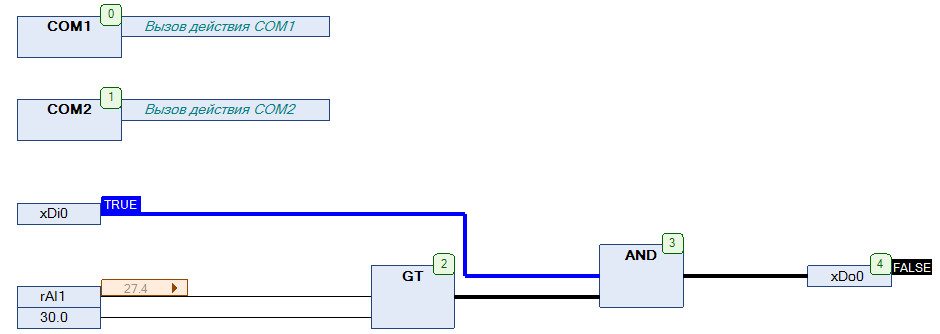 0
COM1
Вызов действия COM1
1
COM2
Вызов действия COM2
xDi0
TRUE
3
AND
2
GT
4
xDo0
FALSE
27.4
rAI1
30.0